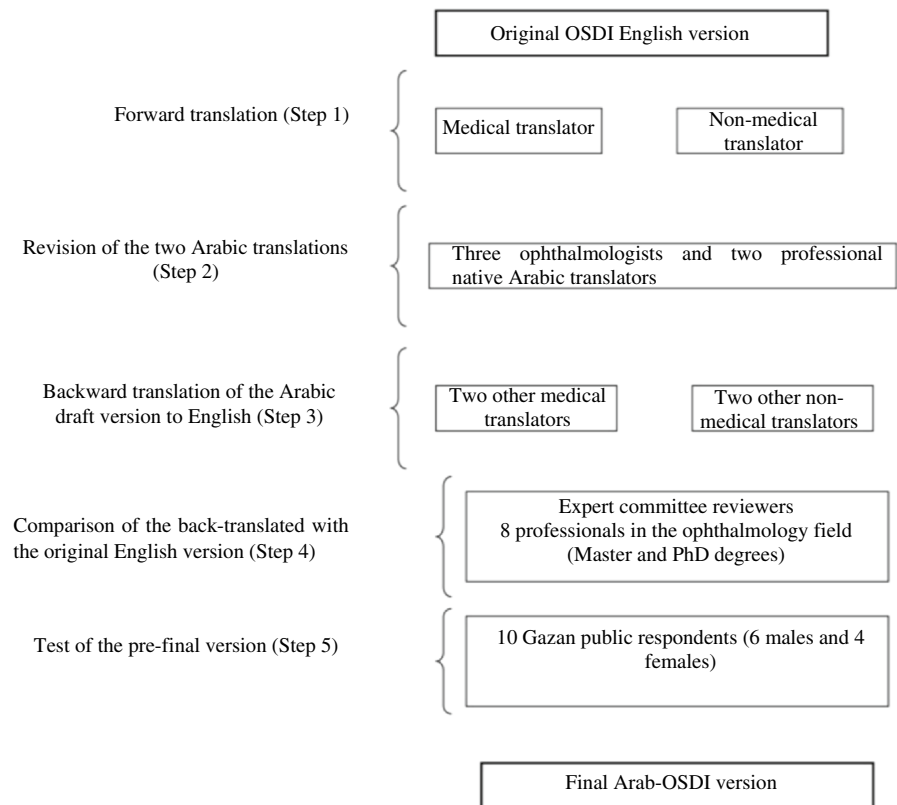 Original OSDI English version
Forward translation (Step 1)
Medical translator
Non-medical
translator
Revision of the two Arabic translations
(Step 2)
Three ophthalmologists and two professional
native Arabic translators
Backward translation of the Arabic
draft version to English (Step 3)
Two other medical
translators
Two other non-
medical translators
Comparison of the back-translated with
the original English version (Step 4)
Expert committee reviewers
8 professionals in the ophthalmology field
(Master and PhD degrees)
Test of the pre-final version (Step 5)
10 Gazan public respondents (6 males and 4
females)
Final Arab-OSDI version